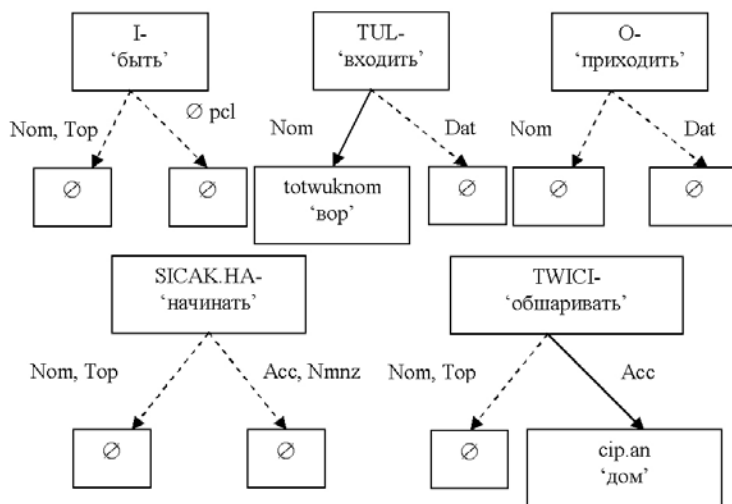 I-
‘быть’
TUL-
‘входить’
O-
‘приходить’
Nom, Top
∅ pcl
Nom
Dat
Nom
Dat
∅
∅
totwuknom
‘вор’
∅
∅
∅
SICAK.HA-
‘начинать’
TWICI-
‘обшаривать’
Nom, Top
Acc, Nmnz
Nom, Top
Acc
∅
∅
∅
cip.an
‘дом’